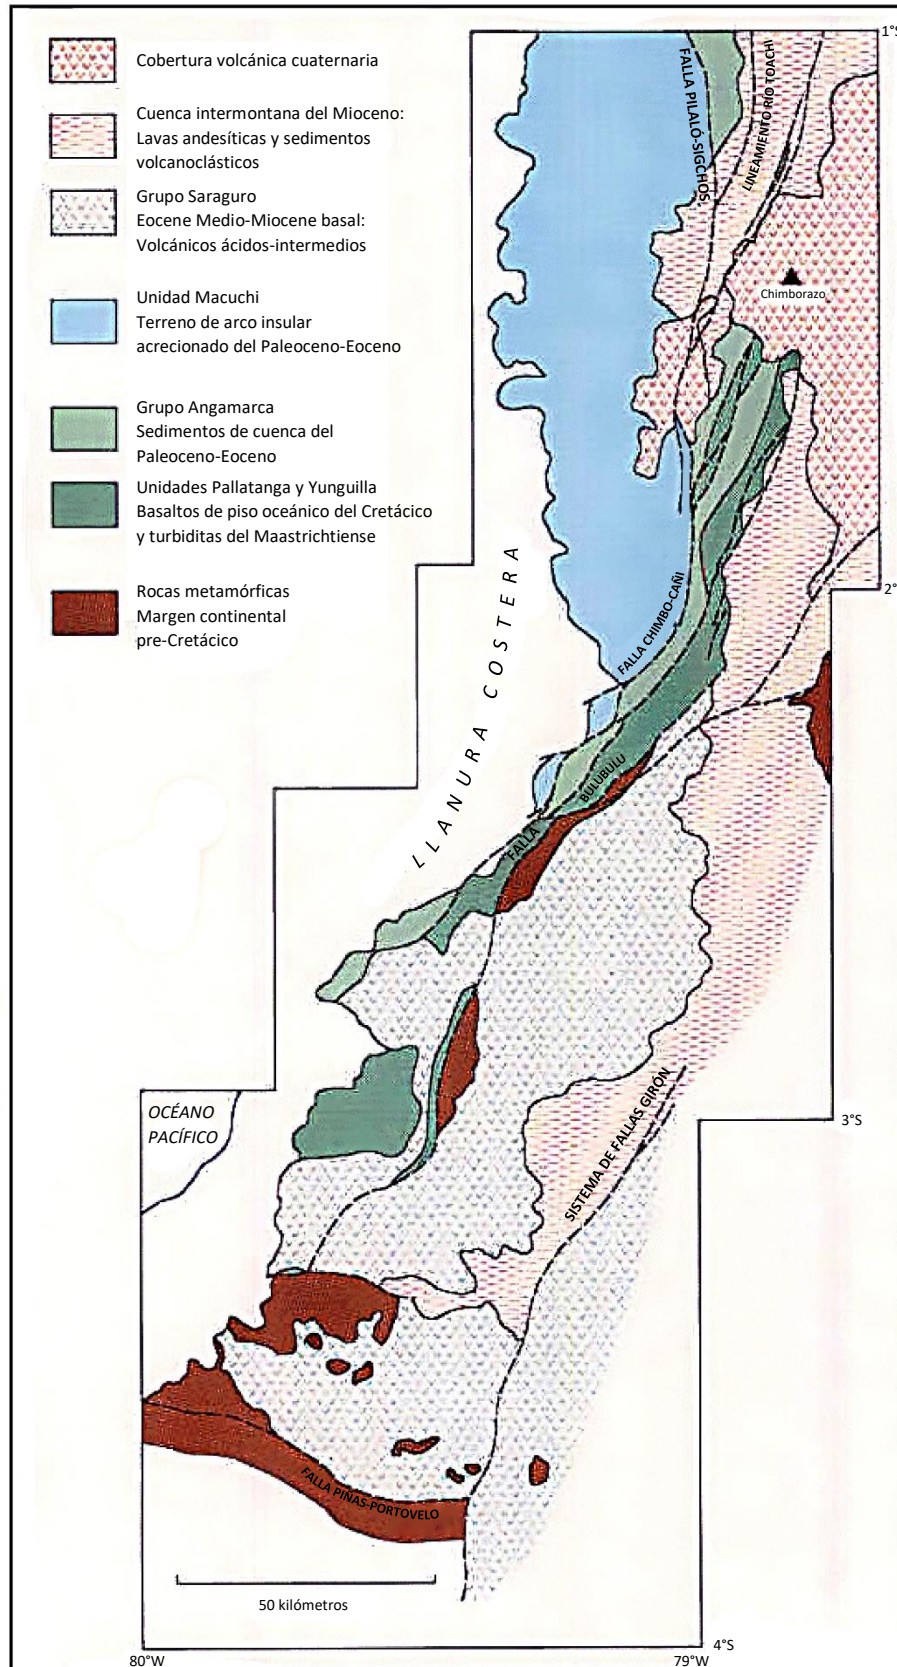 Cobertura volcánica cuaternaria
Cuenca intermontana del Mioceno:
Lavas andesíticas y sedimentos
volcanoclásticos
Grupo Saraguro
Eocene Medio-Miocene basal:
Volcánicos ácidos-intermedios
Unidad Macuchi
Terreno de arco insular
acrecionado del Paleoceno-Eoceno
Grupo Angamarca
Sedimentos de cuenca del
Paleoceno-Eoceno
Unidades Pallatanga y Yunguilla
Basaltos de piso oceánico del Cretácico
y turbiditas del Maastrichtiense
Rocas metamórficas
Margen continental
pre-Cretácico
1°S
FALLA PILALÓ-SIGCHOS
LINEAMIENTO RÍO TOACHI
Chimborazo
2°
FALLA CHIMBO-CAÑI
LLANURA COSTERA
FALLA BULUBULU
OCÉANO
PACÍFICO
3°S
SISTEMA DE FALLAS GIRÓN
FALLA PIÑAS-PORTOVELO
50 kilómetros
4°S
80°W
79°W